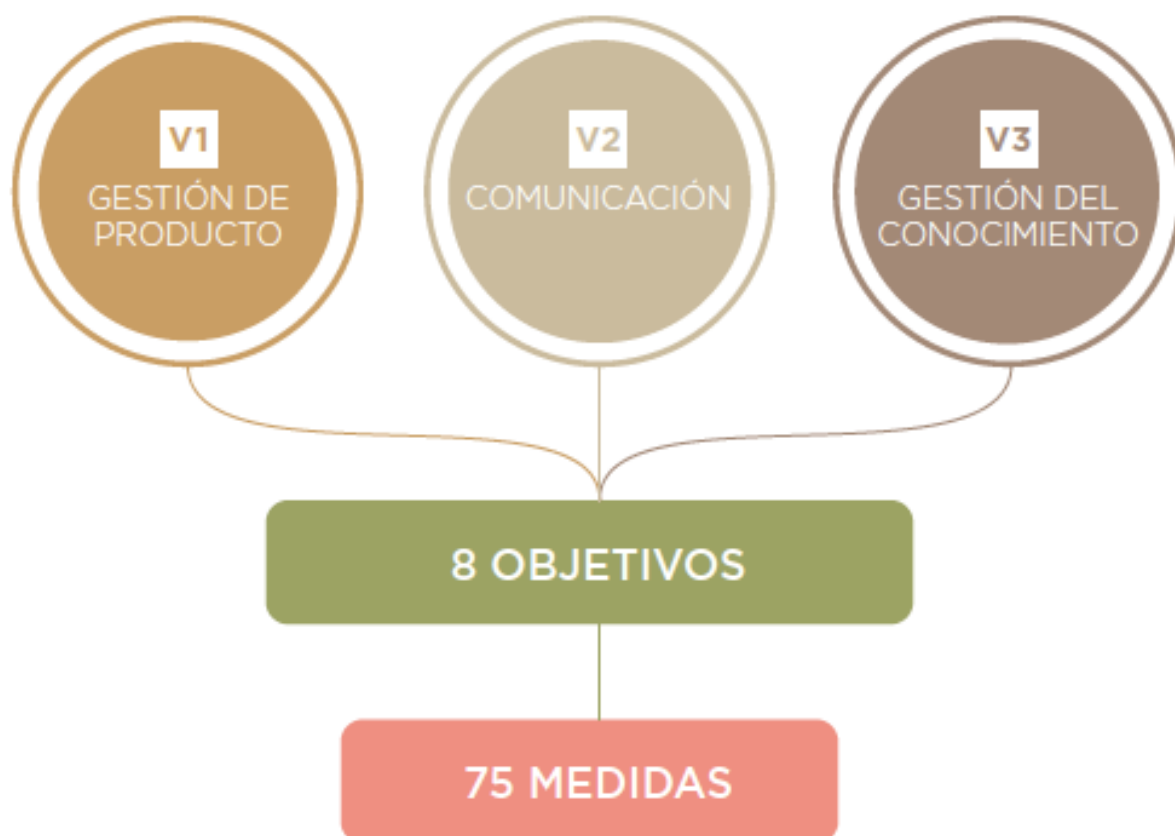 V1
GESTIÓN DE
PRODUCTO
V2
COMUNICACIÓN
V3
GESTIÓN DEL
CONOCIMIENTO
8 OBJETIVOS
75 MEDIDAS